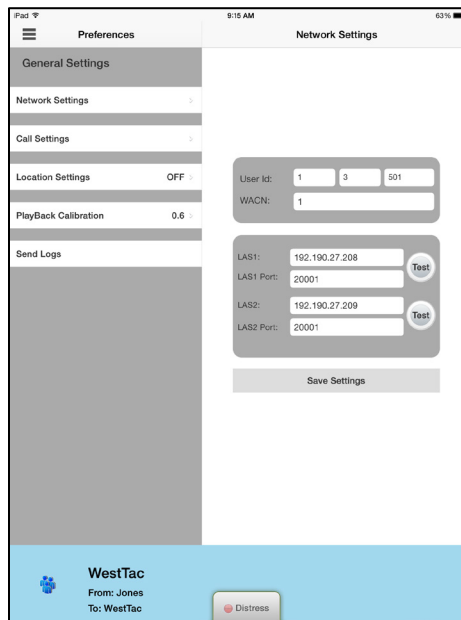 iPad 9:15 AM 63%
Preferences
Network Settings
General Settings
Network Settings
Call Settings
Location Settings OFF
PlayBack Calibration 0.6
Send Logs
User Id: 1 3 501
WACN: 1
LAS1: 192.190.27.208
Test
LAS1 Port: 20001
LAS2: 192.190.27.209
Test
LAS2 Port: 20001
Save Settings
WestTac
From: Jones
To: WestTac
Distress